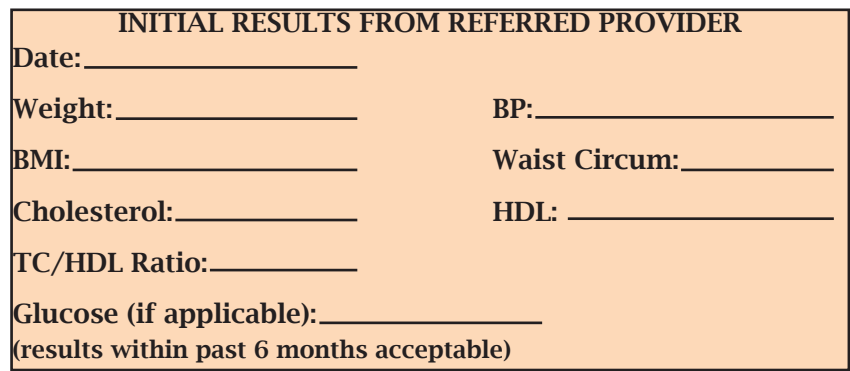 INITIAL RESULTS FROM REFERRED PROVIDER
Date:
Weight: BP:
BMI: Waist Circum:
Cholesterol: HDL:
TC/HDL Ratio:
Glucose (if applicable):
(results within past 6 months acceptable)